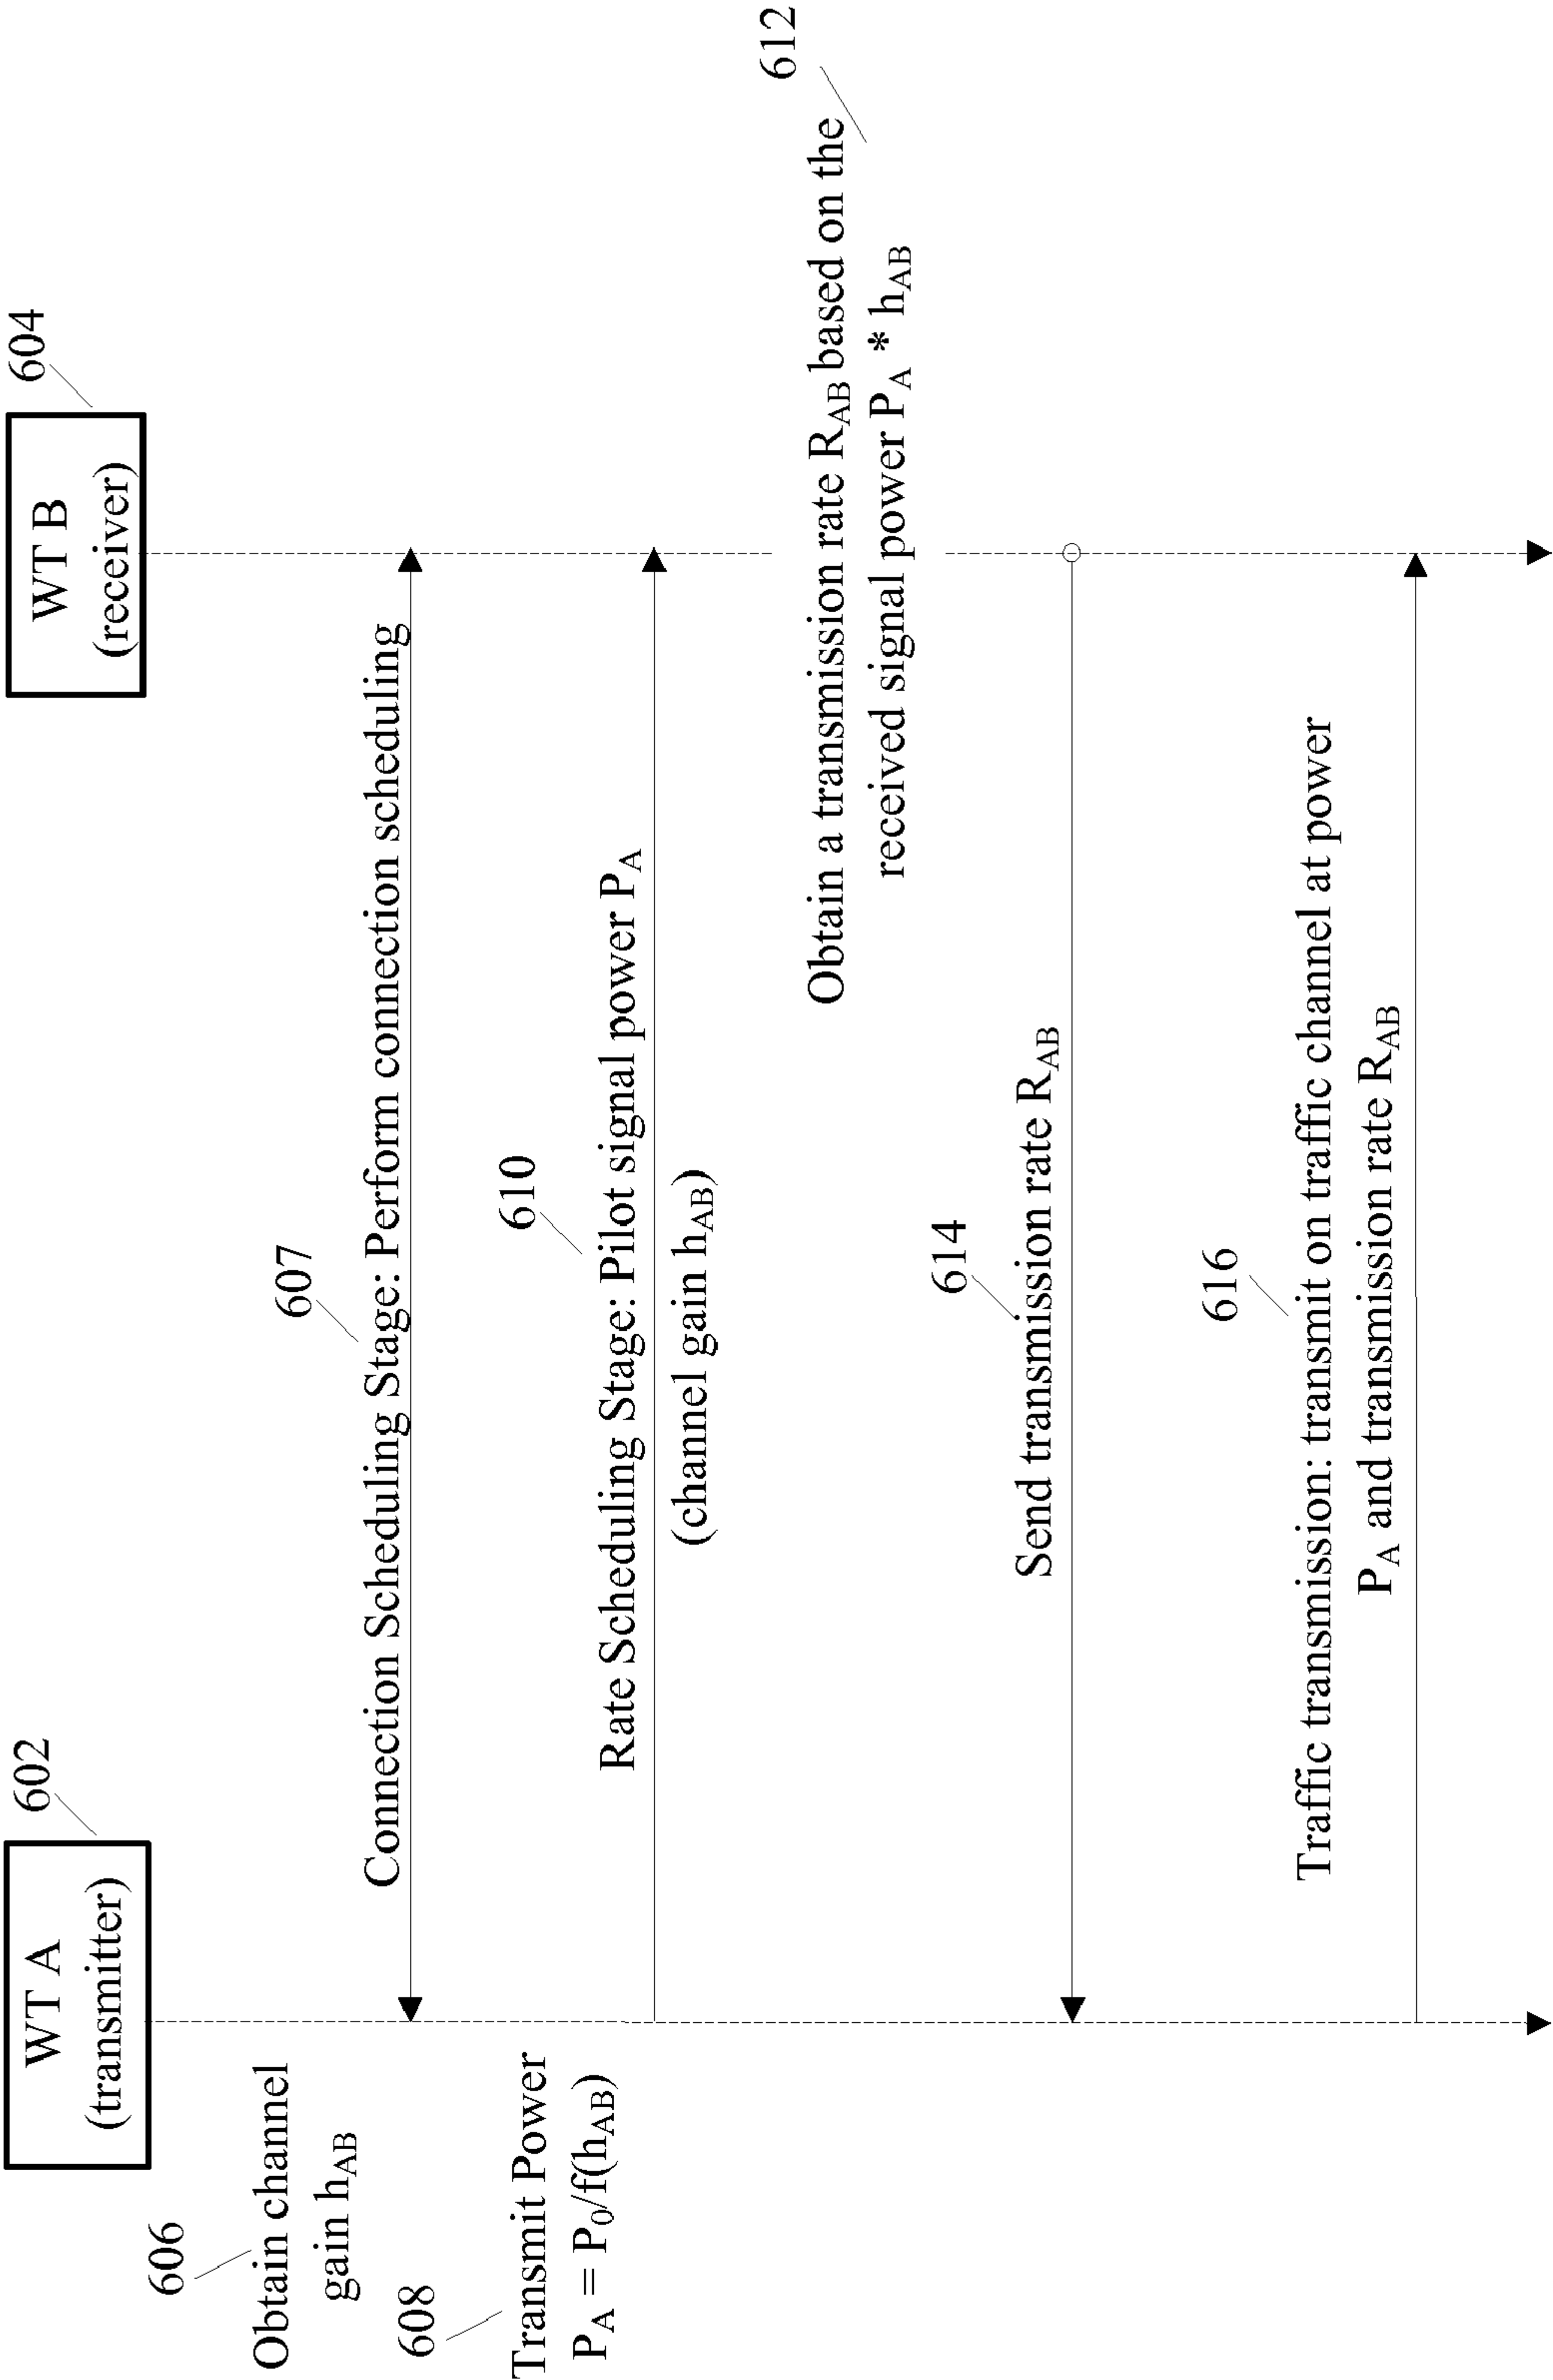 WT A
(transmitter)
602
WT B
(receiver)
604
606
Obtain channel
gain h_AB
607
Connection Scheduling Stage: Perform connection scheduling
608
Transmit Power
P_A = P_0/f(h_AB)
610
Rate Scheduling Stage: Pilot signal power P_A
(channel gain h_AB)
612
Obtain a transmission rate R_AB based on the
received signal power P_A * h_AB
614
Send transmission rate R_AB
616
Traffic transmission: transmit on traffic channel at power
P_A and transmission rate R_AB